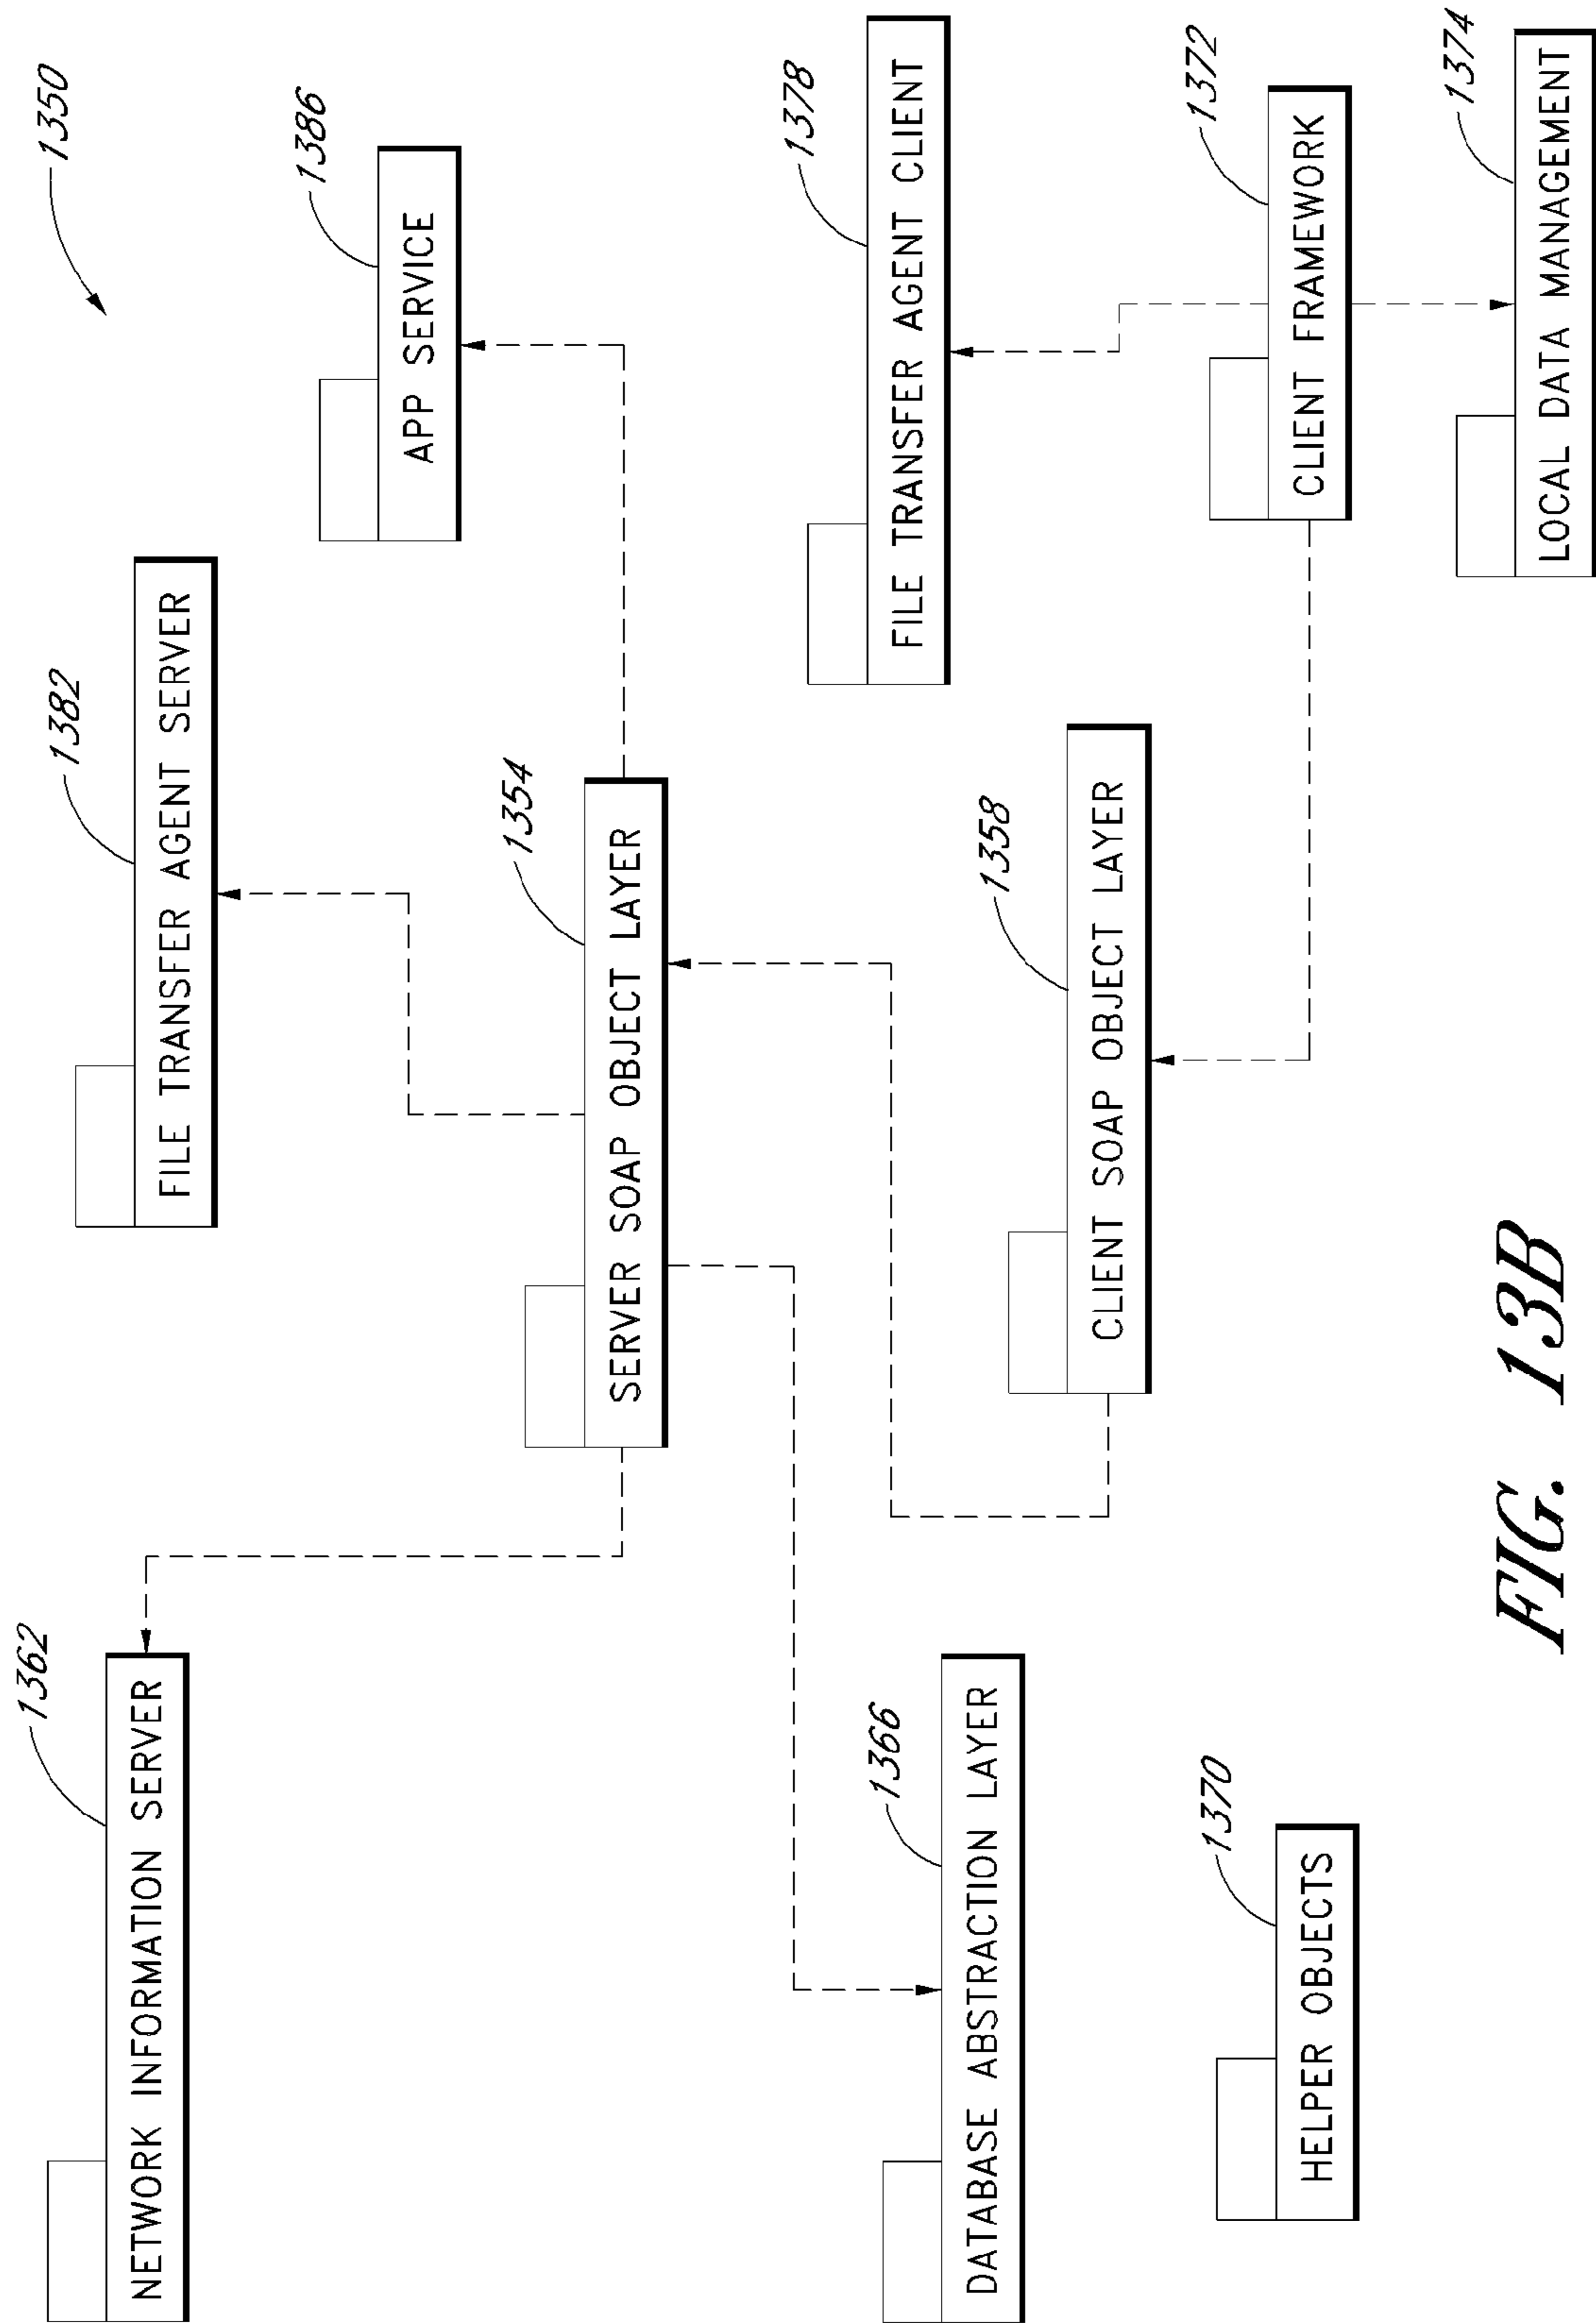 1350
1362
NETWORK INFORMATION SERVER
1382
FILE TRANSFER AGENT SERVER
1386
APP SERVICE
1354
SERVER SOAP OBJECT LAYER
1366
DATABASE ABSTRACTION LAYER
1358
CLIENT SOAP OBJECT LAYER
1378
FILE TRANSFER AGENT CLIENT
1370
HELPER OBJECTS
1372
CLIENT FRAMEWORK
1374
LOCAL DATA MANAGEMENT
FIG. 13B